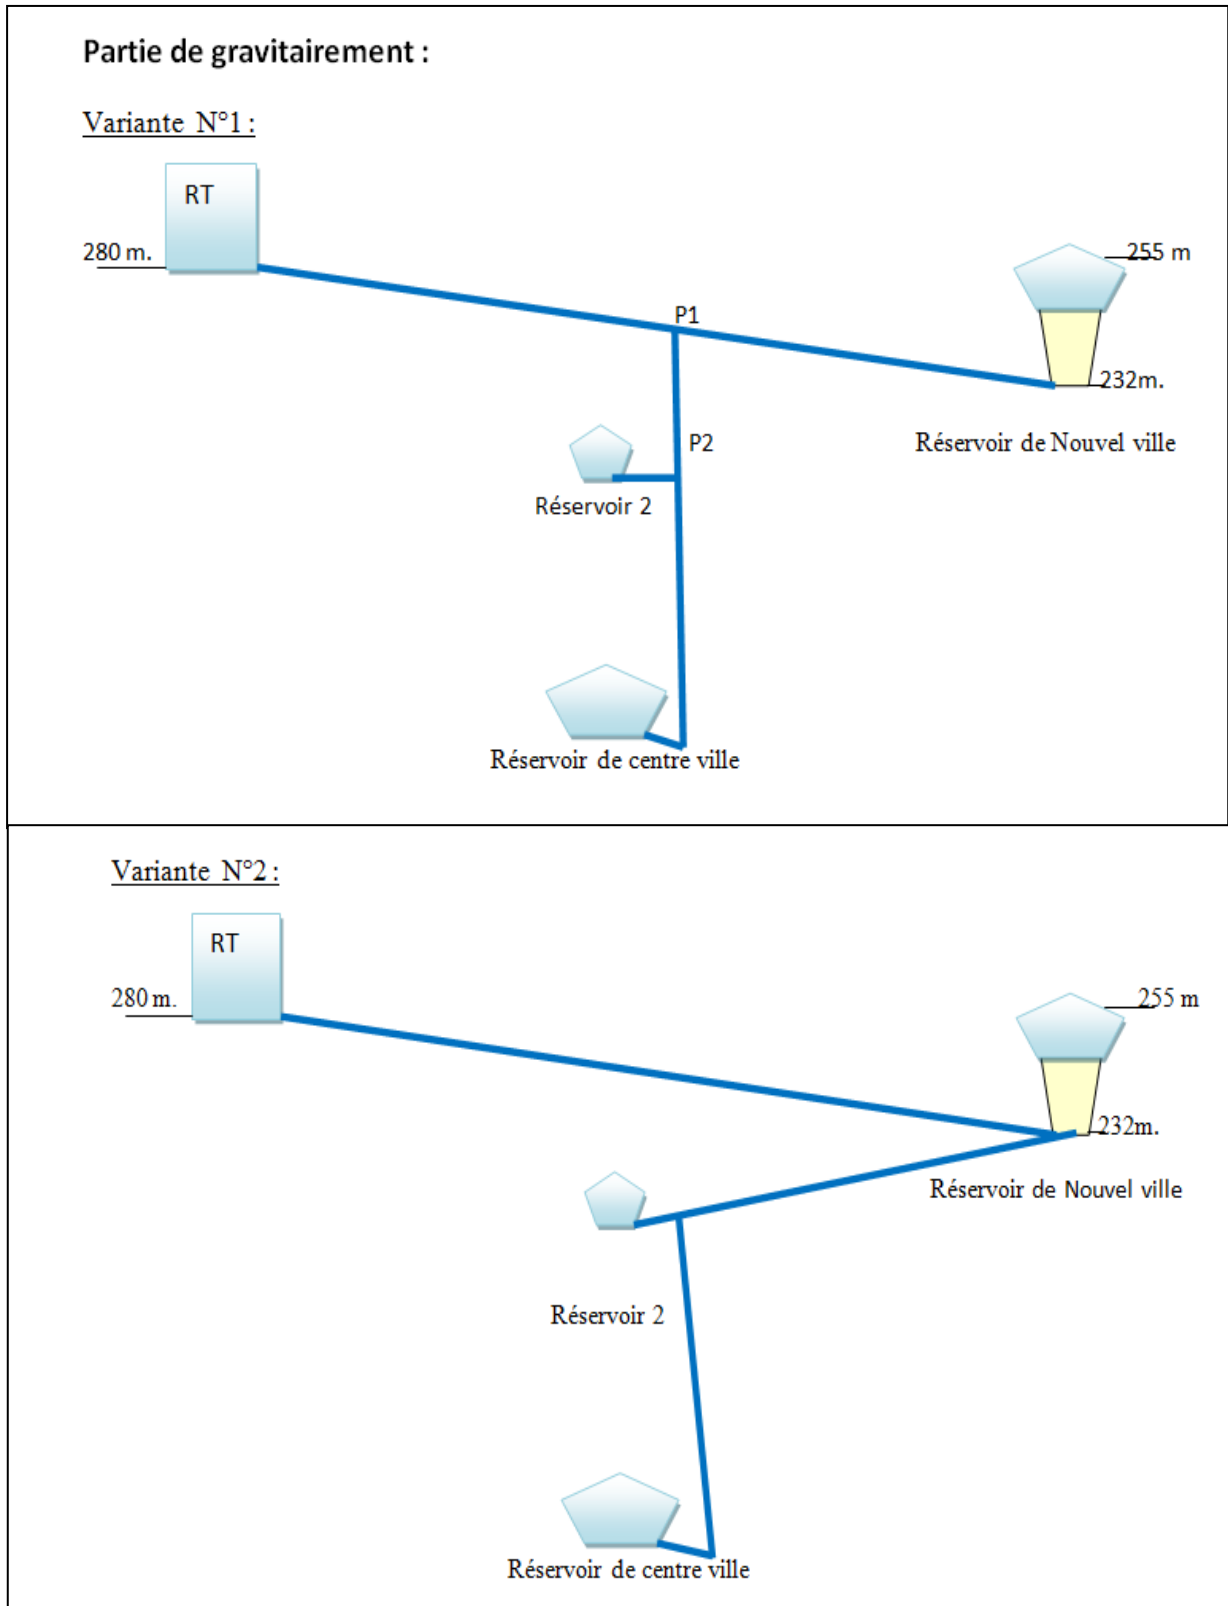 Partie de gravitairement :
Variante N°1 :
RT
280 m.
255 m
P1
232m.
P2
Réservoir de Nouvel ville
Réservoir 2
Réservoir de centre ville
Variante N°2 :
RT
280 m.
255 m
232m.
Réservoir de Nouvel ville
Réservoir 2
Réservoir de centre ville